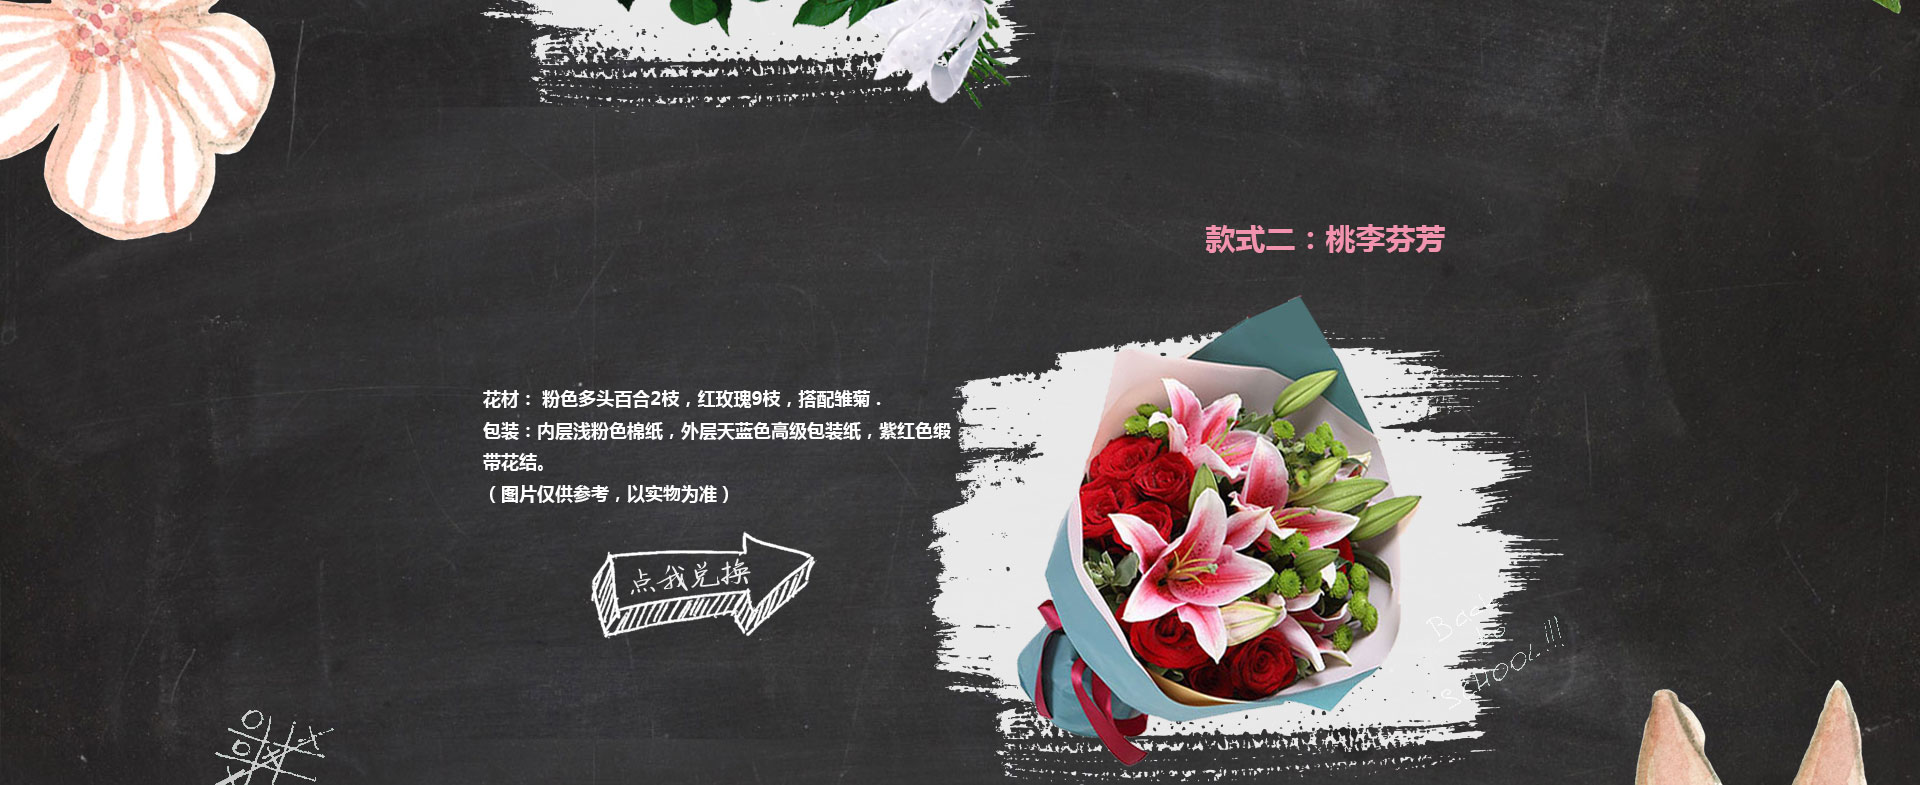 款式二：桃李芬芳
花材： 粉色多头百合2枝，红玫瑰9枝，搭配雏菊．
包装：内层浅粉色棉纸，外层天蓝色高级包装纸，紫红色缎
带花结。
（图片仅供参考，以实物为准）
点我兑换
Back
to
SCHOOL!!!